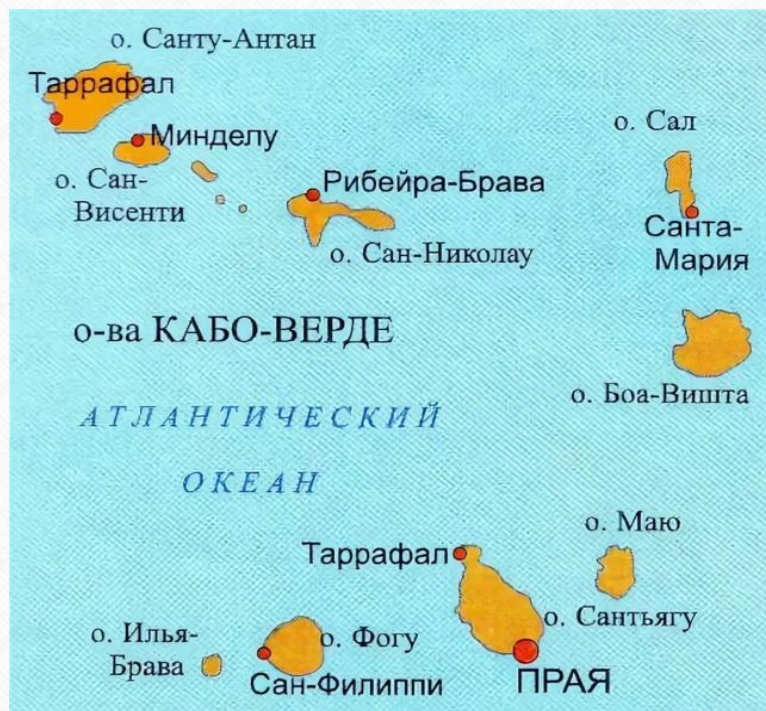 о. Санту-Антан
Таррафал
Минделу
о. Сан-
Висенти
Рибейра-Брава
о. Сан-Николау
о. Сал
Санта-
Мария
о-ва КАБО-ВЕРДЕ
о. Боа-Вишта
АТЛАНТИЧЕСКИЙ
ОКЕАН
о. Маю
Таррафал
о. Сантьягу
о. Илья-
Брава
о. Фогу
Сан-Филиппи
ПРАЯ